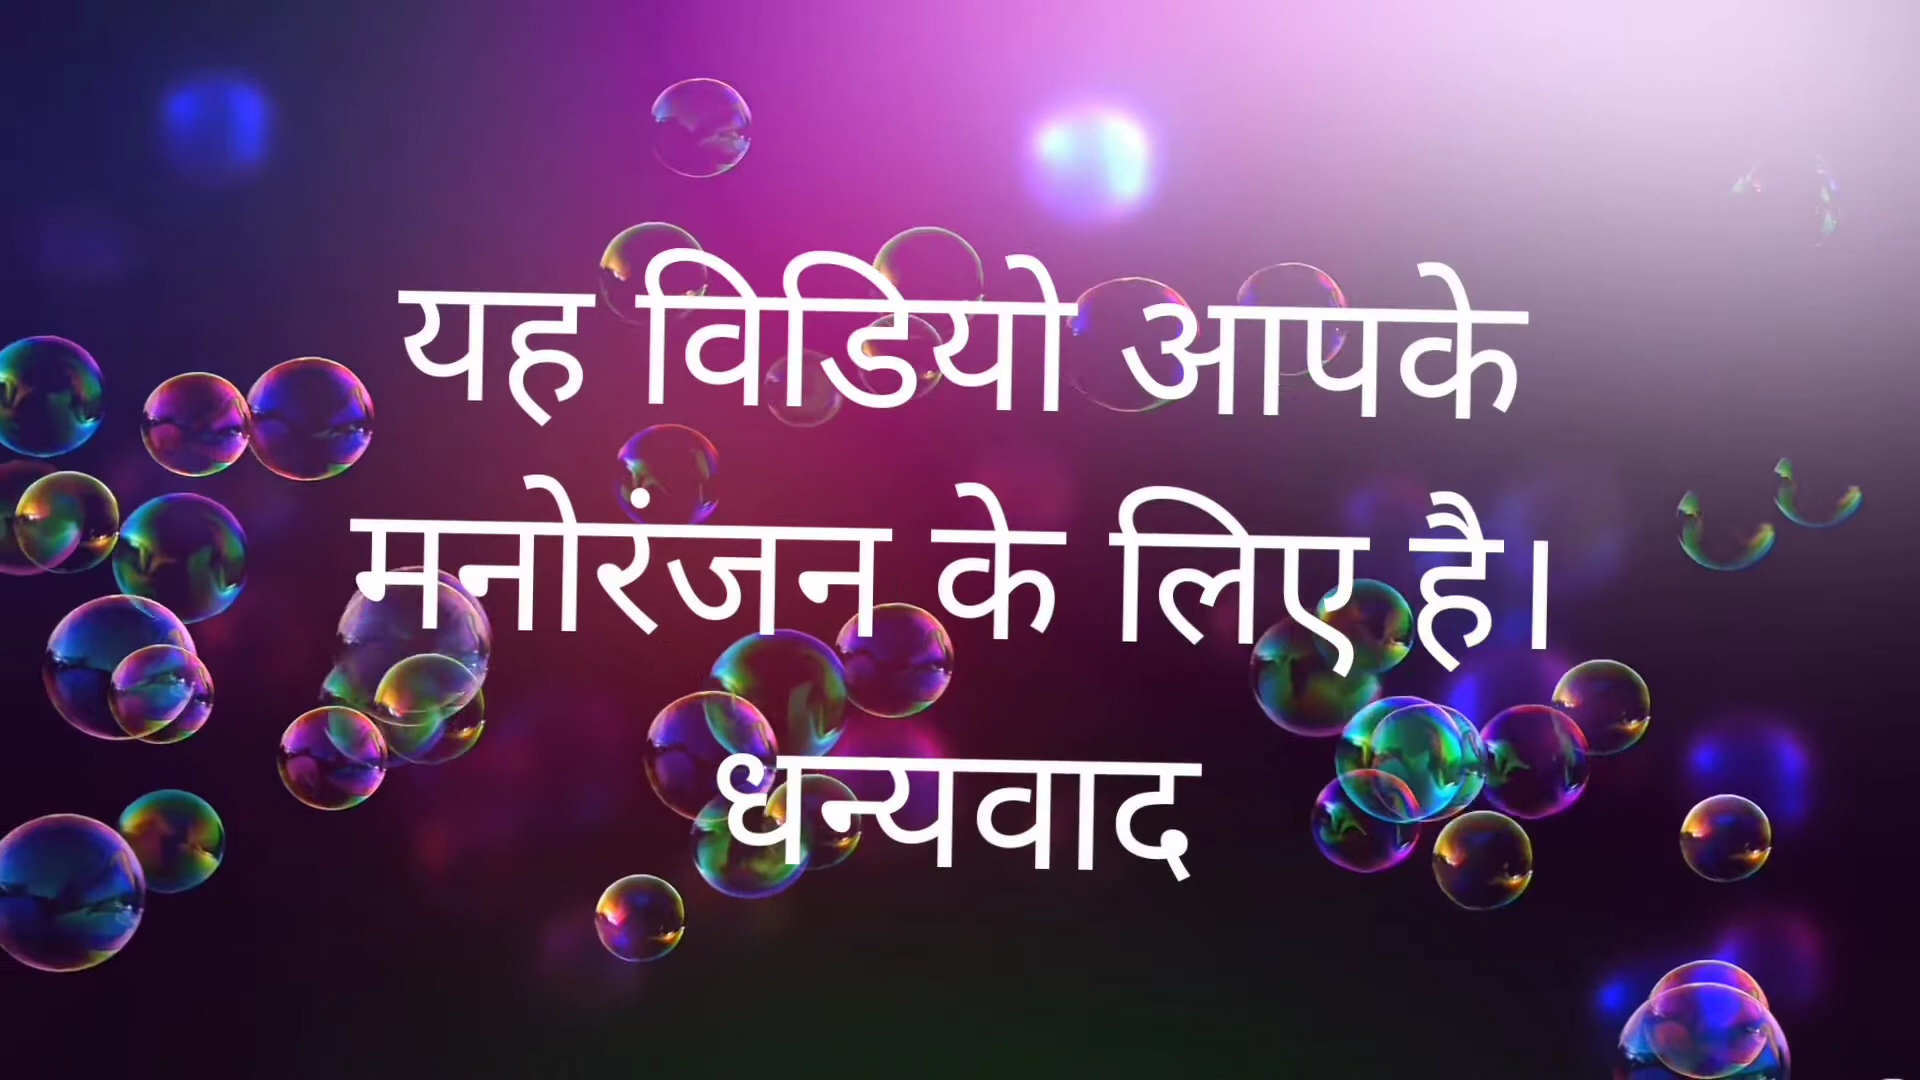 यह विडियो आपके
मनोरंजन के लिए है।
धन्यवाद